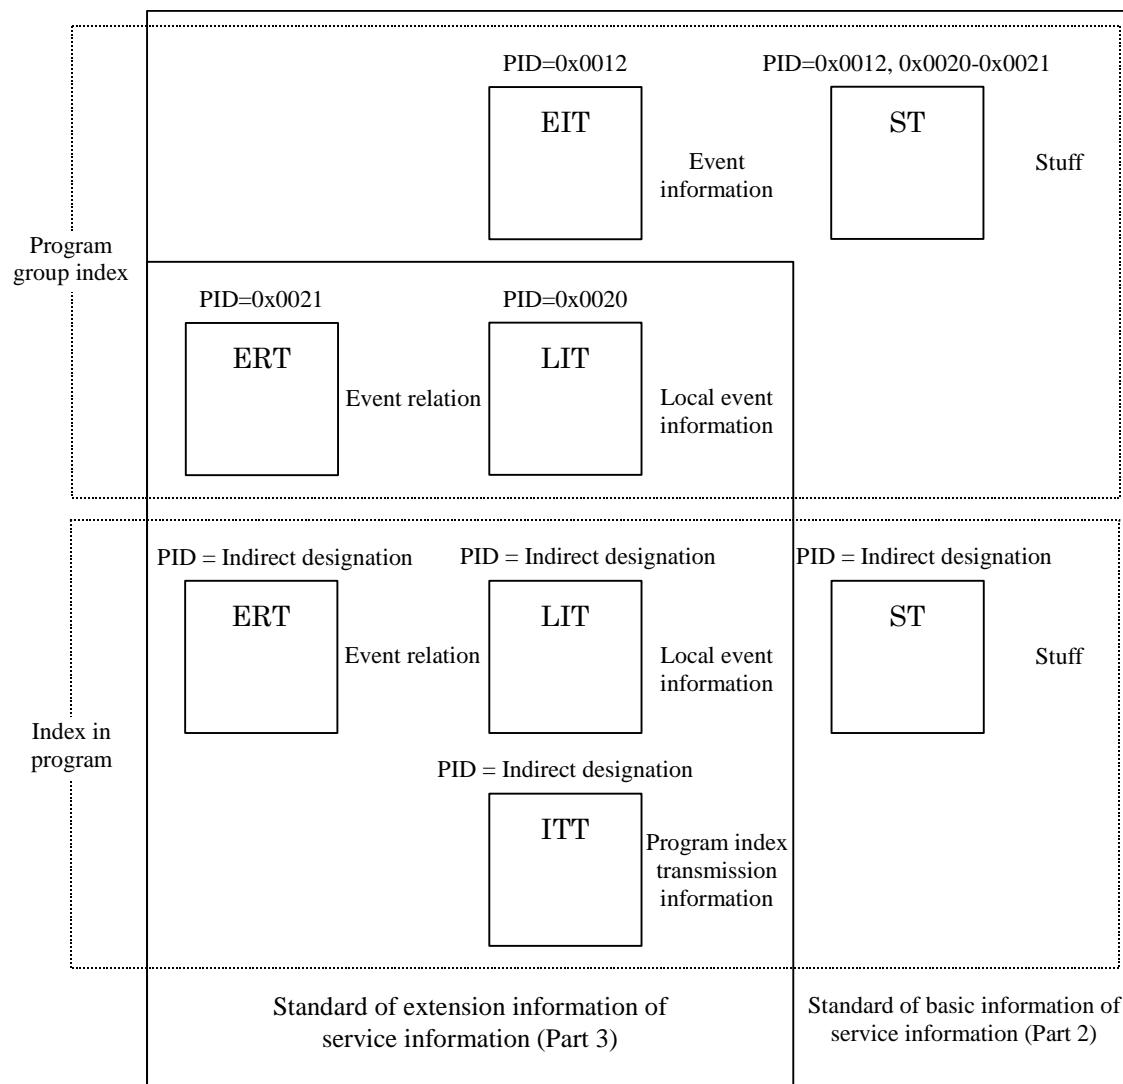 PID=0x0012
PID=0x0012, 0x0020-0x0021
EIT
ST
Event
information
Stuff
Program
group index
PID=0x0021
PID=0x0020
ERT
LIT
Event relation
Local event
information
PID = Indirect designation
PID = Indirect designation
PID = Indirect designation
ERT
LIT
ST
Event relation
Local event
information
Stuff
Index in
program
PID = Indirect designation
ITT
Program index
transmission
information
Standard of extension information of
service information (Part 3)
Standard of basic information of
service information (Part 2)